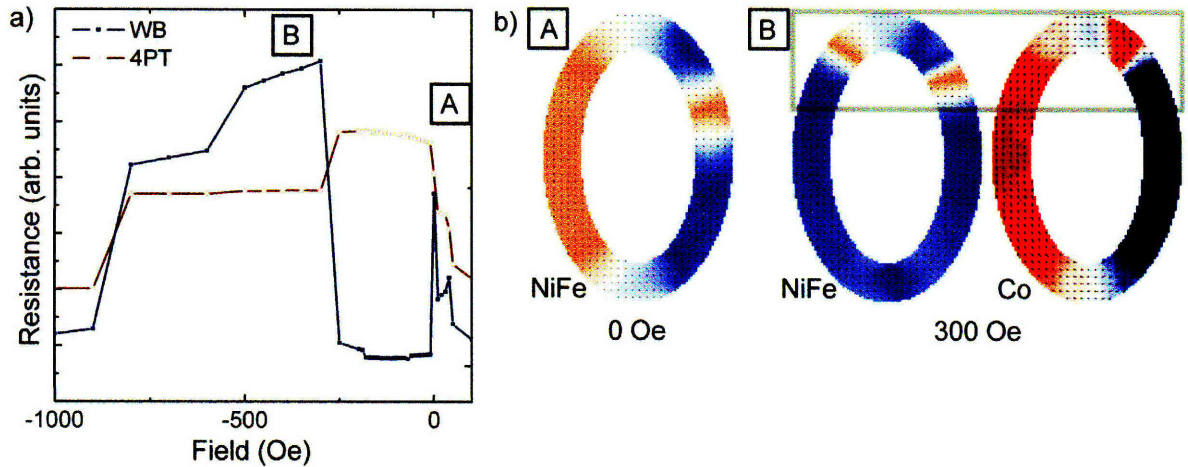 a)
WB
4PT
B
A
Resistance (arb. units)
-1000
-500
0
Field (Oe)
b)
A
B
NiFe
NiFe
Co
0 Oe
300 Oe